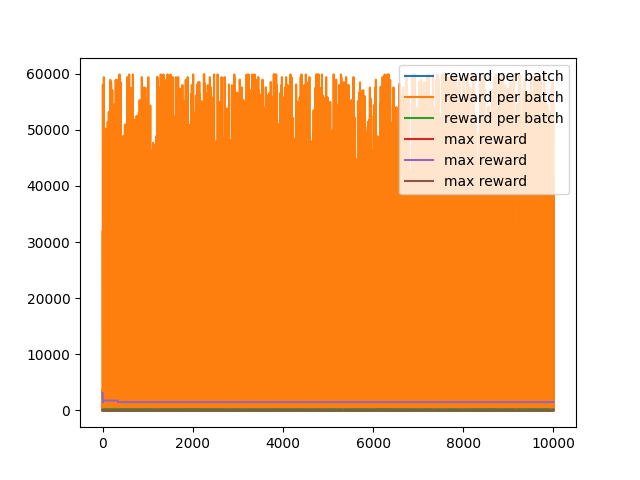 60000
50000
40000
30000
20000
10000
0
reward per batch
reward per batch
reward per batch
max reward
max reward
max reward
0 2000 4000 6000 8000 10000